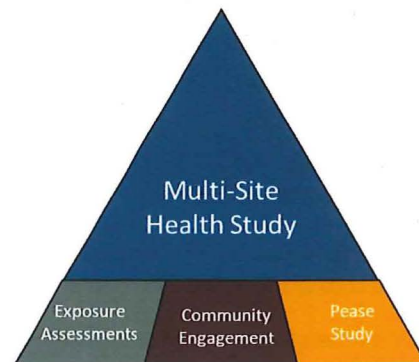 Multi-Site
Health Study
Exposure
Assessments
Community
Engagement
Pease
Study